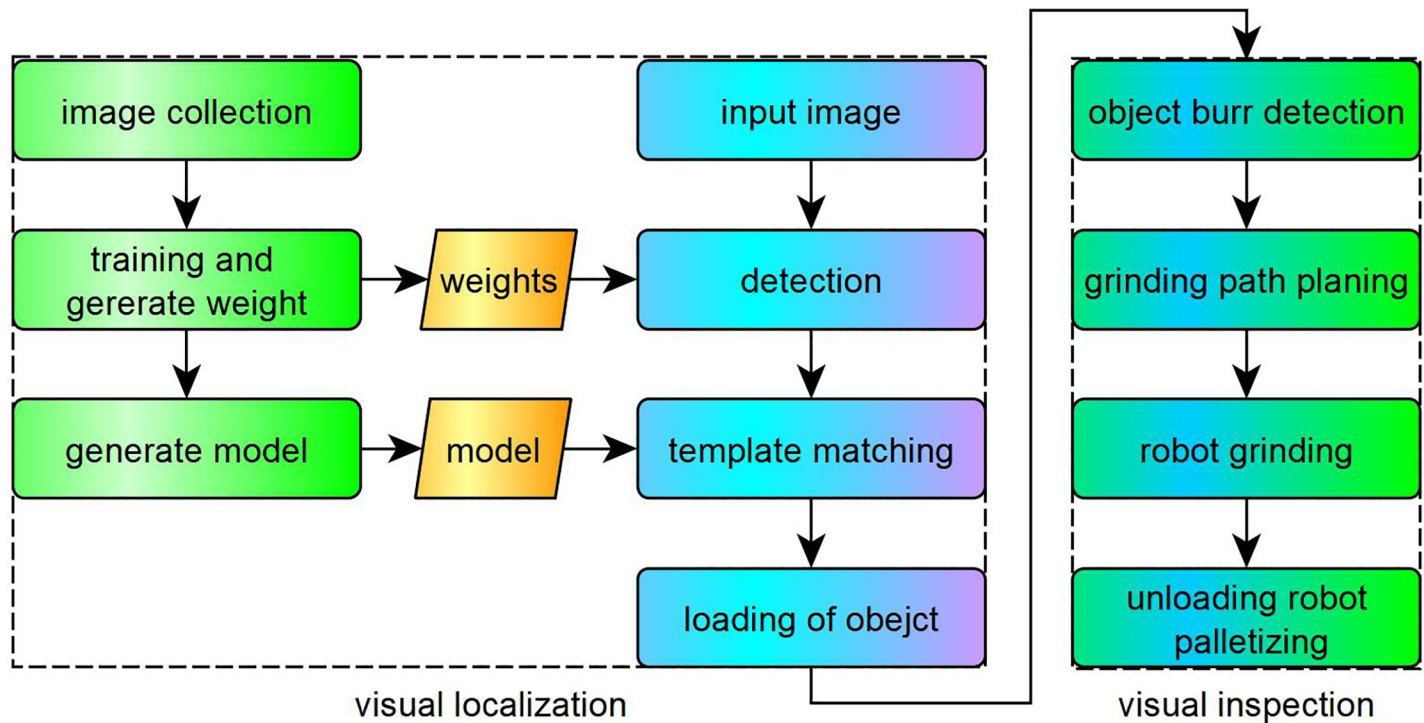 image collection
training and
gererate weight
generate model
weights
model
input image
detection
template matching
loading of obejct
visual localization
object burr detection
grinding path planing
robot grinding
unloading robot
palletizing
visual inspection